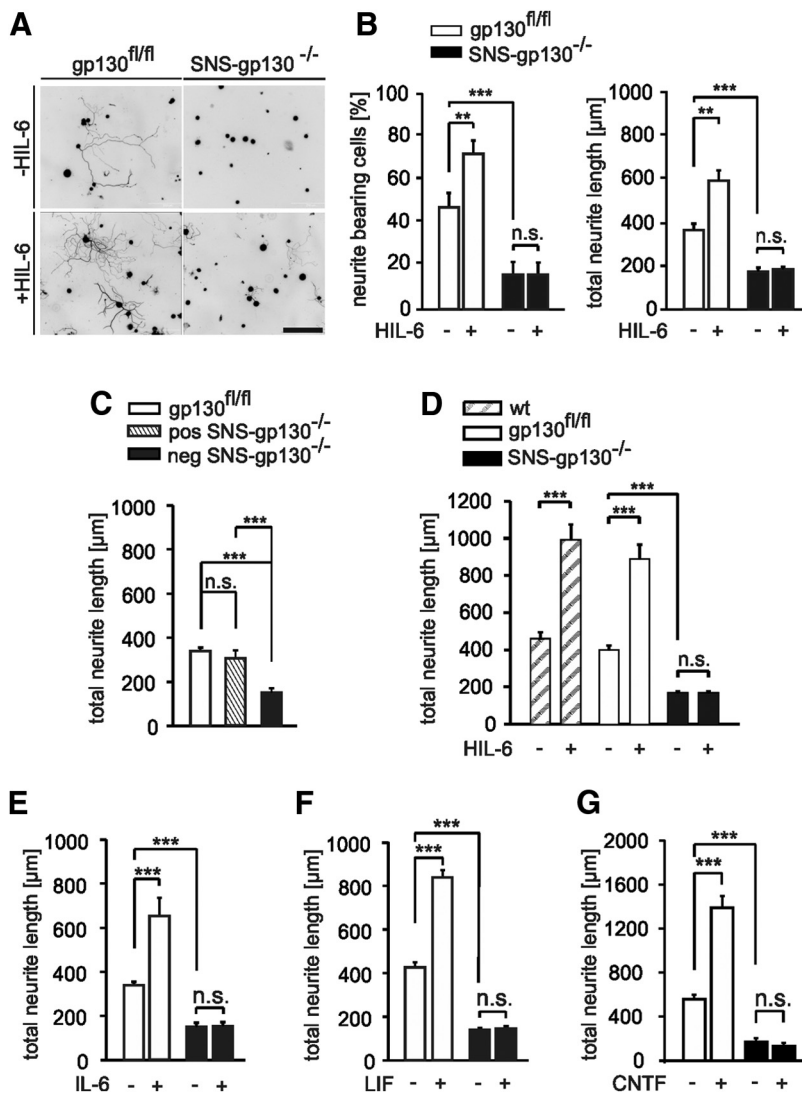 A
gp130fl/fl
SNS-gp130-/-
-HIL-6
+HIL-6
B
gp130fl/fl
SNS-gp130-/-
neurite bearing cells [%]
100
80
60
40
20
0
***
**
n.s.
HIL-6 - + - +
total neurite length [µm]
1000
800
600
400
200
0
***
**
n.s.
HIL-6 - + - +
C
gp130fl/fl
pos SNS-gp130-/-
neg SNS-gp130-/-
total neurite length [µm]
1000
800
600
400
200
0
***
***
n.s.
D
wt
gp130fl/fl
SNS-gp130-/-
total neurite length [µm]
1200
1000
800
600
400
200
0
***
***
***
n.s.
HIL-6 - + - + - +
E
total neurite length [µm]
1000
800
600
400
200
0
***
***
n.s.
IL-6 - + - +
F
total neurite length [µm]
1000
800
600
400
200
0
***
***
n.s.
LIF - + - +
G
total neurite length [µm]
2000
1600
1200
800
400
0
***
***
n.s.
CNTF - + - +